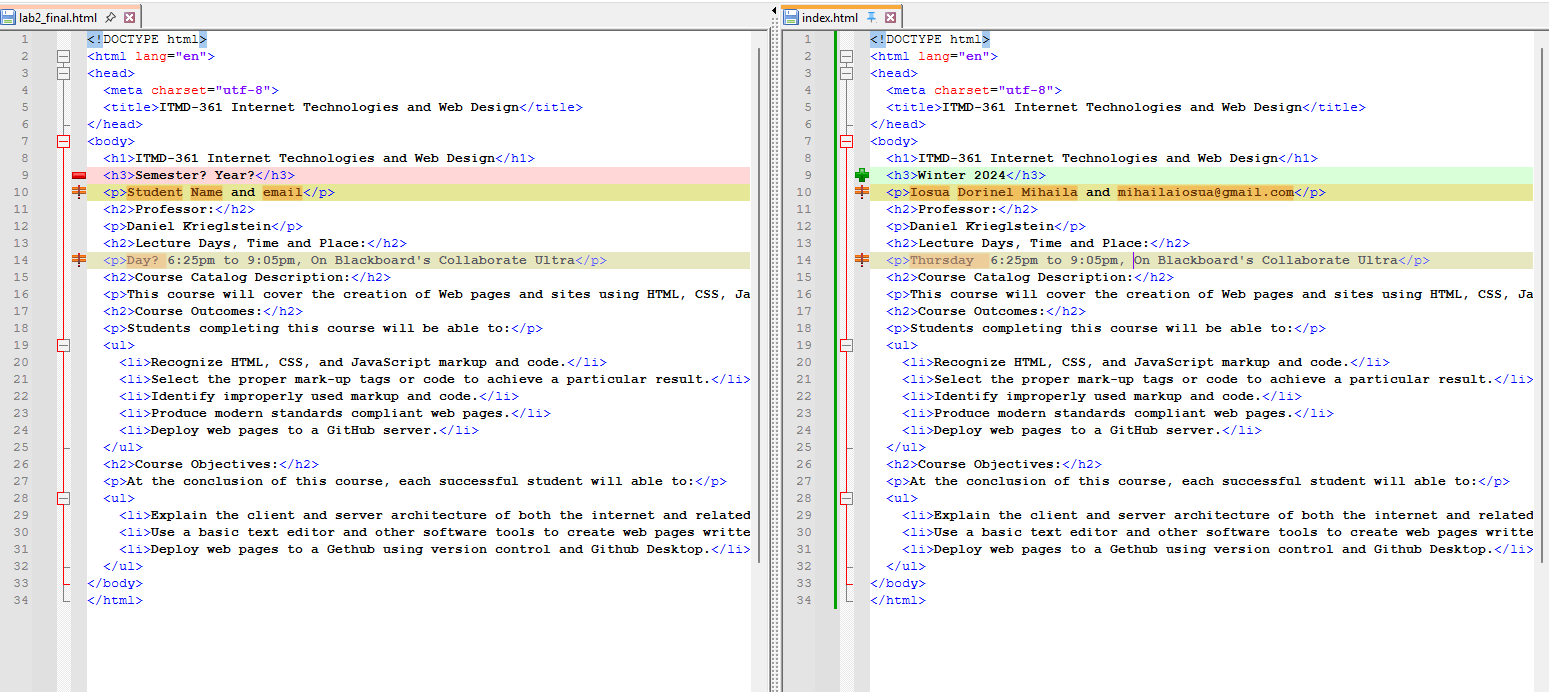 lab2_final.html
1 <!DOCTYPE html>
2 <html lang="en">
3 <head>
4 <meta charset="utf-8">
5 <title>ITMD-361 Internet Technologies and Web Design</title>
6 </head>
7 <body>
8 <h1>ITMD-361 Internet Technologies and Web Design</h1>
9 <h3>Semester? Year?</h3>
10 <p>Student Name and email</p>
11 <h2>Professor:</h2>
12 <p>Daniel Krieglstein</p>
13 <h2>Lecture Days, Time and Place:</h2>
14 <p>Day? 6:25pm to 9:05pm, On Blackboard's Collaborate Ultra</p>
15 <h2>Course Catalog Description:</h2>
16 <p>This course will cover the creation of Web pages and sites using HTML, CSS, Ja
17 <h2>Course Outcomes:</h2>
18 <p>Students completing this course will be able to:</p>
19 <ul>
20 <li>Recognize HTML, CSS, and JavaScript markup and code.</li>
21 <li>Select the proper mark-up tags or code to achieve a particular result.</li>
22 <li>Identify improperly used markup and code.</li>
23 <li>Produce modern standards compliant web pages.</li>
24 <li>Deploy web pages to a GitHub server.</li>
25 </ul>
26 <h2>Course Objectives:</h2>
27 <p>At the conclusion of this course, each successful student will able to:</p>
28 <ul>
29 <li>Explain the client and server architecture of both the internet and related
30 <li>Use a basic text editor and other software tools to create web pages writte
31 <li>Deploy web pages to a Gethub using version control and Github Desktop.</li>
32 </ul>
33 </body>
34 </html>
index.html
1 <!DOCTYPE html>
2 <html lang="en">
3 <head>
4 <meta charset="utf-8">
5 <title>ITMD-361 Internet Technologies and Web Design</title>
6 </head>
7 <body>
8 <h1>ITMD-361 Internet Technologies and Web Design</h1>
9 <h3>Winter 2024</h3>
10 <p>Iosua Dorinel Mihaila and mihailaiosua@gmail.com</p>
11 <h2>Professor:</h2>
12 <p>Daniel Krieglstein</p>
13 <h2>Lecture Days, Time and Place:</h2>
14 <p>Thursday 6:25pm to 9:05pm, On Blackboard's Collaborate Ultra</p>
15 <h2>Course Catalog Description:</h2>
16 <p>This course will cover the creation of Web pages and sites using HTML, CSS, Ja
17 <h2>Course Outcomes:</h2>
18 <p>Students completing this course will be able to:</p>
19 <ul>
20 <li>Recognize HTML, CSS, and JavaScript markup and code.</li>
21 <li>Select the proper mark-up tags or code to achieve a particular result.</li>
22 <li>Identify improperly used markup and code.</li>
23 <li>Produce modern standards compliant web pages.</li>
24 <li>Deploy web pages to a GitHub server.</li>
25 </ul>
26 <h2>Course Objectives:</h2>
27 <p>At the conclusion of this course, each successful student will able to:</p>
28 <ul>
29 <li>Explain the client and server architecture of both the internet and related
30 <li>Use a basic text editor and other software tools to create web pages writte
31 <li>Deploy web pages to a Gethub using version control and Github Desktop.</li>
32 </ul>
33 </body>
34 </html>